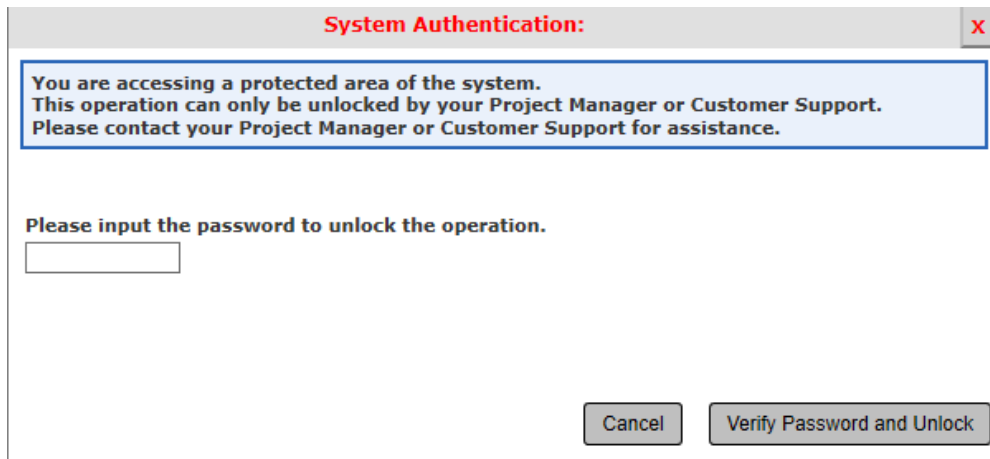 System Authentication:
X
You are accessing a protected area of the system.
This operation can only be unlocked by your Project Manager or Customer Support.
Please contact your Project Manager or Customer Support for assistance.
Please input the password to unlock the operation.
Cancel
Verify Password and Unlock